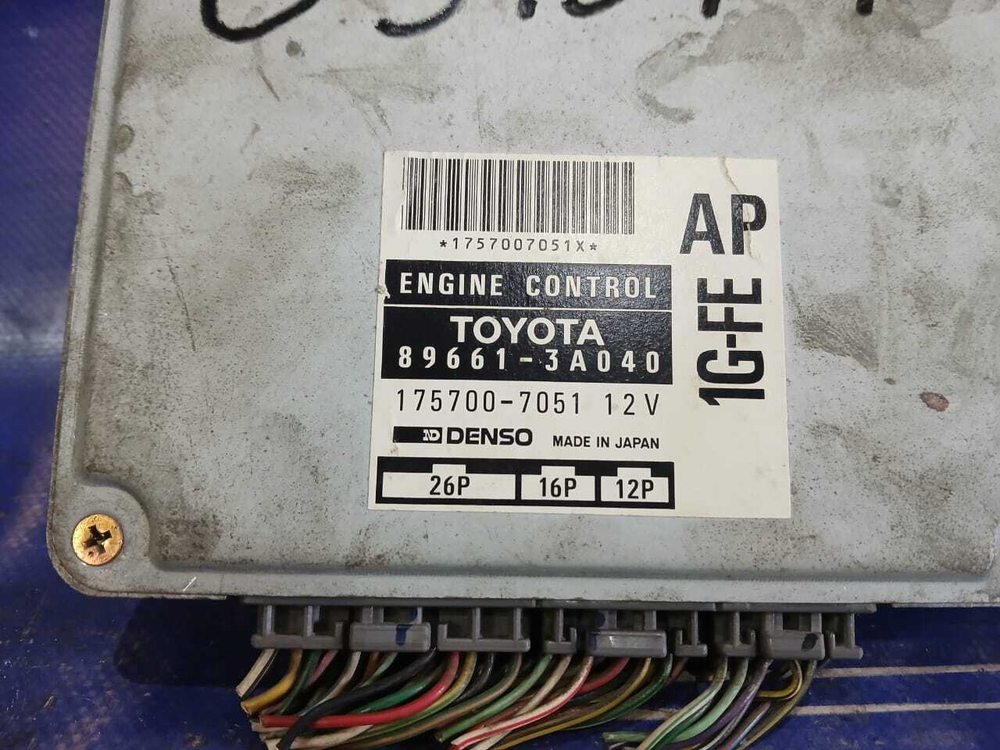 *1757007051X*
ENGINE CONTROL
TOYOTA
89661-3A040
175700-7051 12V
ND DENSO MADE IN JAPAN
26P 16P 12P
AP
1G-FE